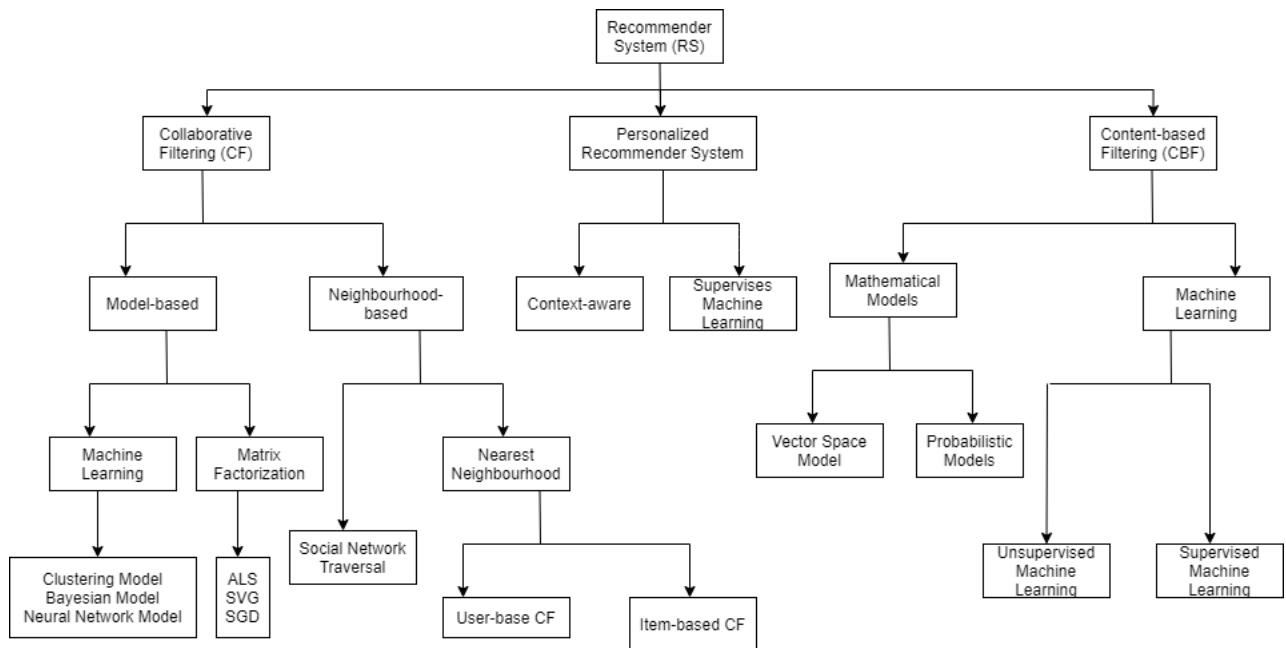 Recommender
System (RS)
Collaborative
Filtering (CF)
Personalized
Recommender System
Content-based
Filtering (CBF)
Model-based
Neighbourhood-
based
Context-aware
Supervises
Machine
Learning
Mathematical
Models
Machine
Learning
Machine
Learning
Matrix
Factorization
Nearest
Neighbourhood
Vector Space
Model
Probabilistic
Models
Social Network
Traversal
Unsupervised
Machine
Learning
Supervised
Machine
Learning
Clustering Model
Bayesian Model
Neural Network Model
ALS
SVG
SGD
User-base CF
Item-based CF